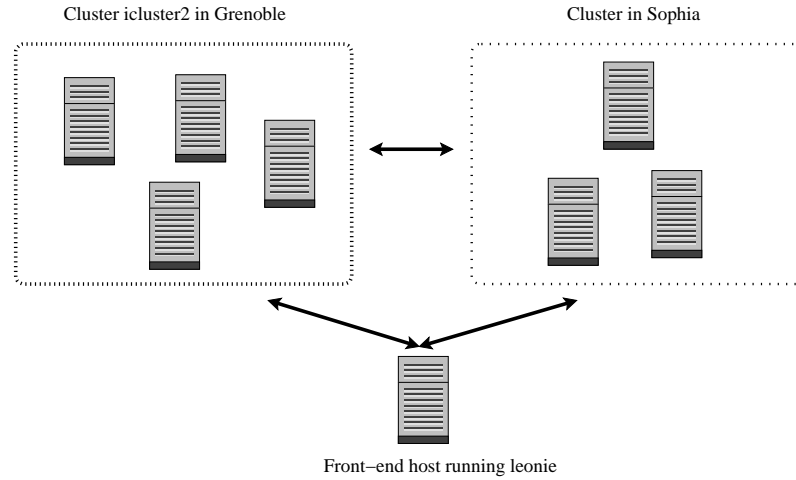 Cluster icluster2 in Grenoble
Cluster in Sophia
Front−end host running leonie